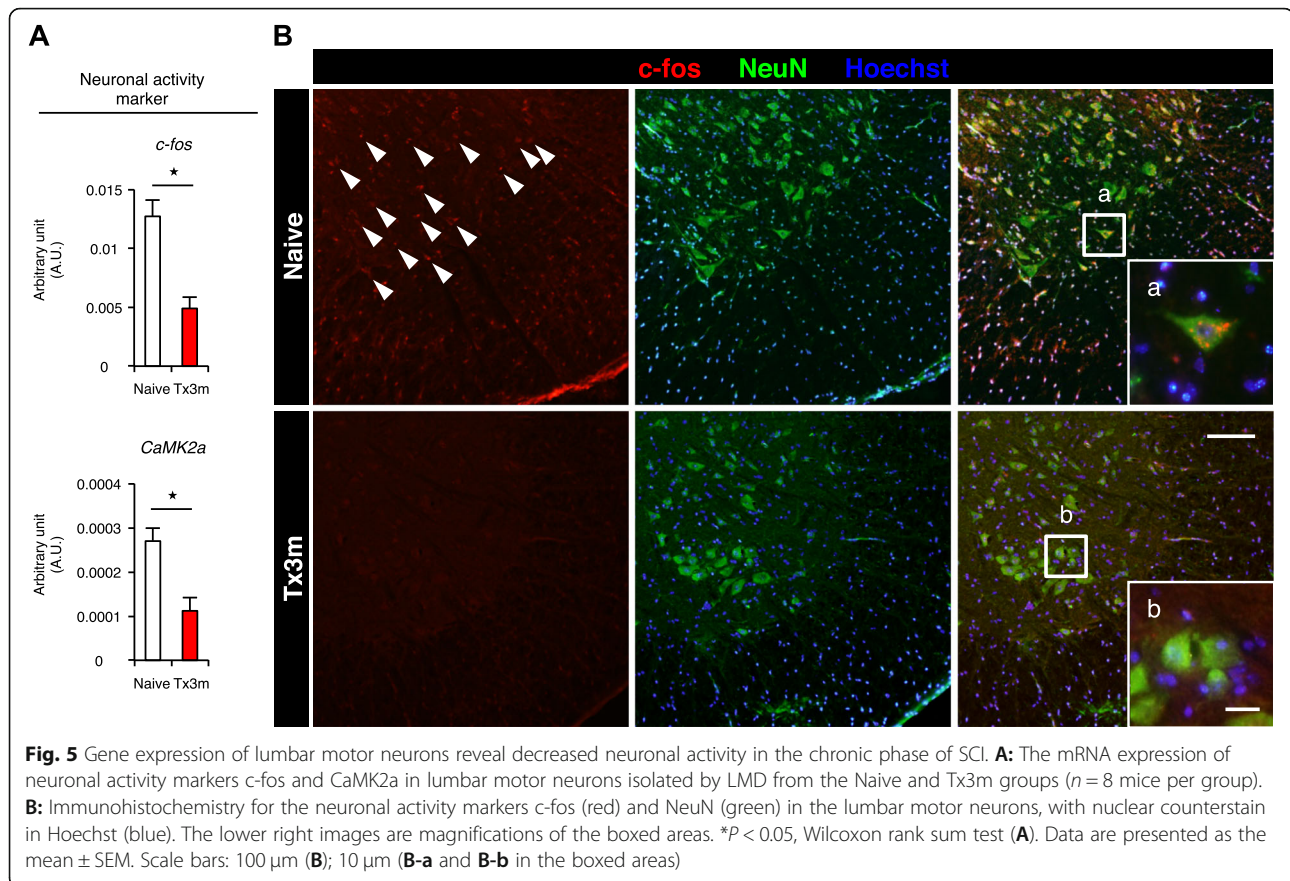 A
B
Neuronal activity
marker
c-fos
Arbitrary unit
(A.U.)
0.015
0.01
0.005
0
★
Naive Tx3m
CaMK2a
Arbitrary unit
(A.U.)
0.0004
0.0003
0.0002
0.0001
0
★
Naive Tx3m
c-fos NeuN Hoechst
Naive
a
a
Tx3m
b
b
Fig. 5 Gene expression of lumbar motor neurons reveal decreased neuronal activity in the chronic phase of SCI. A: The mRNA expression of
neuronal activity markers c-fos and CaMK2a in lumbar motor neurons isolated by LMD from the Naive and Tx3m groups (n = 8 mice per group).
B: Immunohistochemistry for the neuronal activity markers c-fos (red) and NeuN (green) in the lumbar motor neurons, with nuclear counterstain
in Hoechst (blue). The lower right images are magnifications of the boxed areas. *P < 0.05, Wilcoxon rank sum test (A). Data are presented as the
mean ± SEM. Scale bars: 100 μm (B); 10 μm (B-a and B-b in the boxed areas)